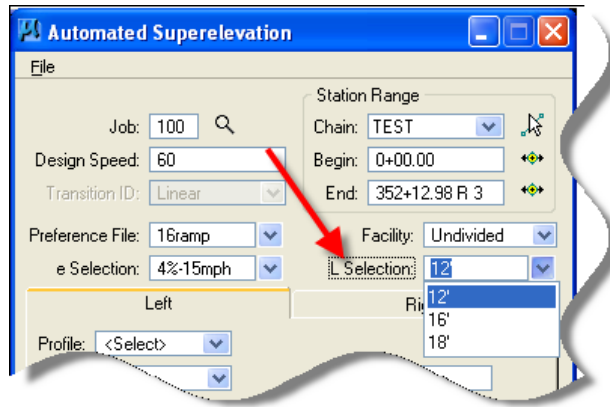 Automated Superelevation
File
Station Range
Job: 100
Chain: TEST
Design Speed: 60
Begin: 0+00.00
Transition ID: Linear
End: 352+12.98 R 3
Preference File: 16ramp
Facility: Undivided
e Selection: 4%-15mph
L Selection: 12'
12'
16'
18'
Left
Profile: <Select>